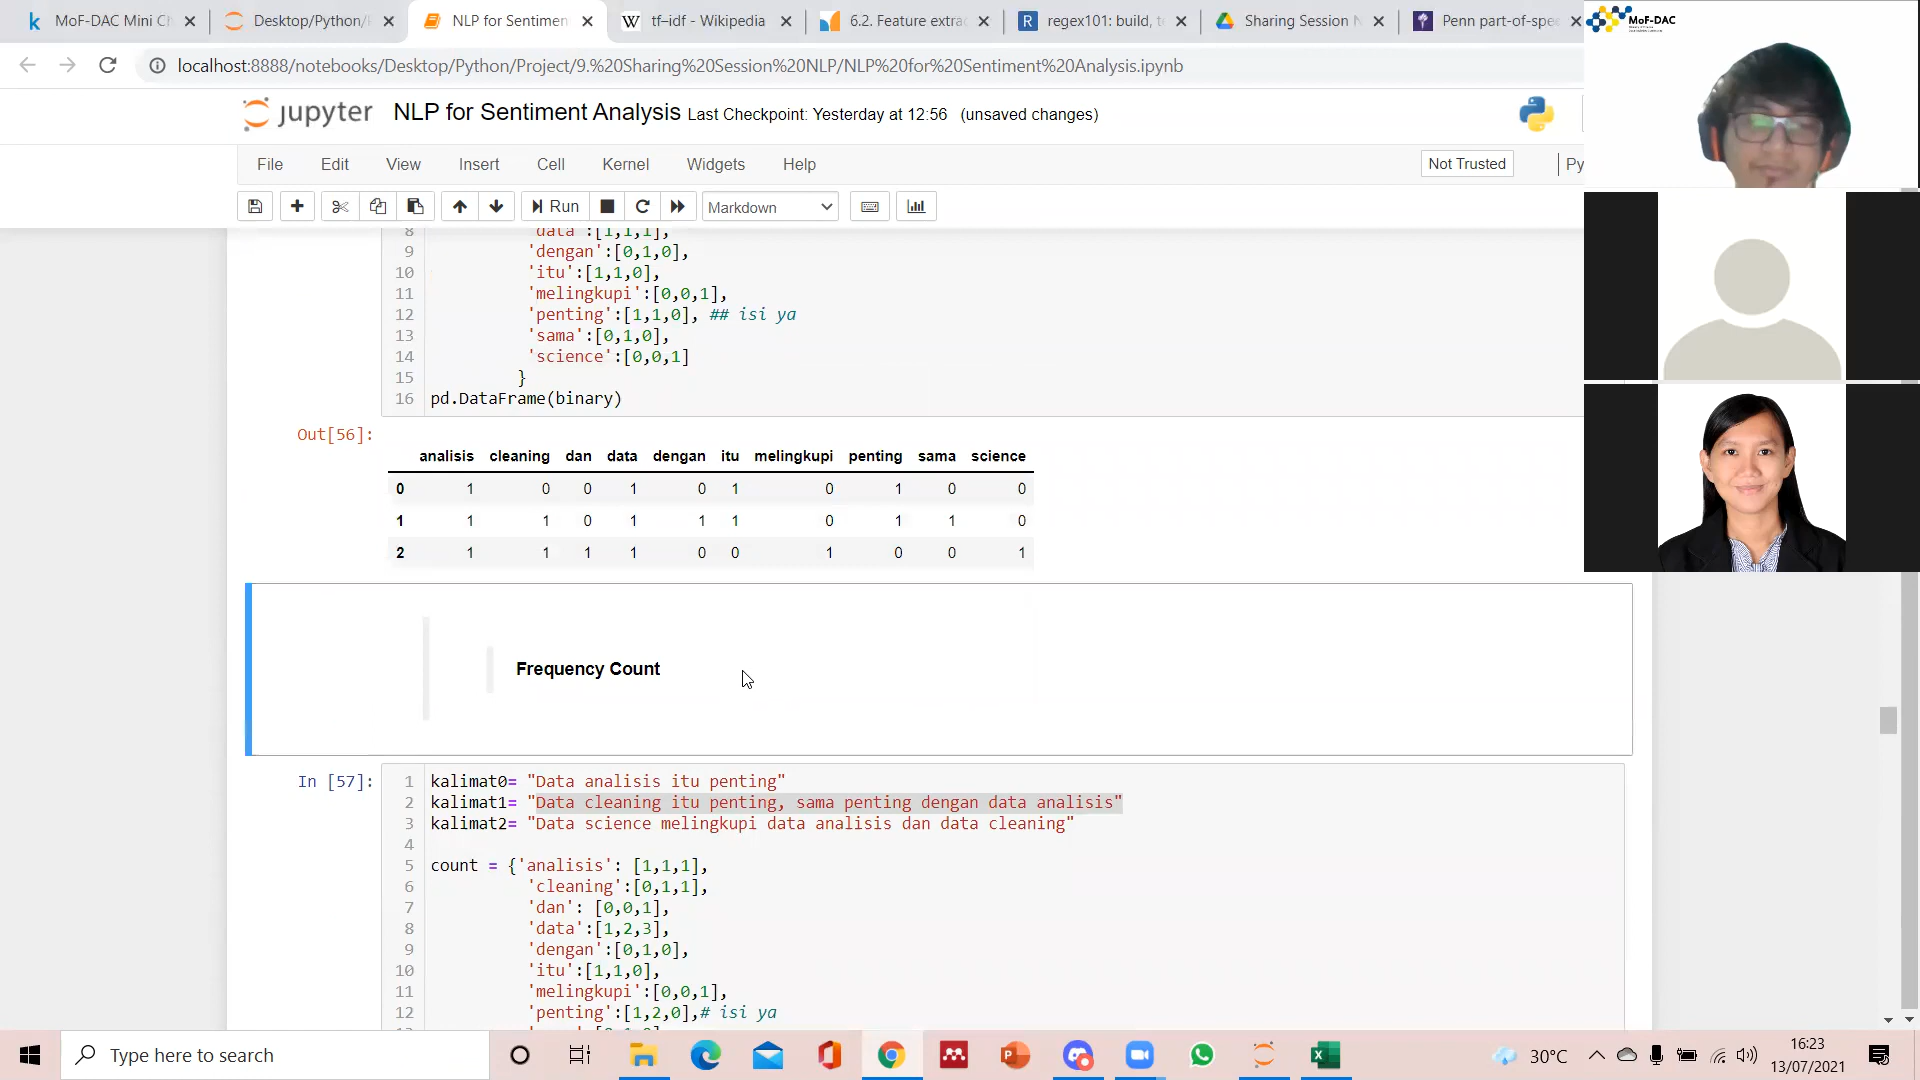 MoF-DAC Mini Ch
Desktop/Python/
NLP for Sentimen
W tf–idf - Wikipedia
6.2. Feature extrac
R regex101: build, te
Sharing Session N
Penn part-of-spee
MoF-DAC
localhost:8888/notebooks/Desktop/Python/Project/9.%20Sharing%20Session%20NLP/NLP%20for%20Sentiment%20Analysis.ipynb
jupyter NLP for Sentiment Analysis Last Checkpoint: Yesterday at 12:56 (unsaved changes)
File Edit View Insert Cell Kernel Widgets Help Not Trusted Py
Run Markdown
8 'data':[1,1,1],
9 'dengan':[0,1,0],
10 'itu':[1,1,0],
11 'melingkupi':[0,0,1],
12 'penting':[1,1,0], ## isi ya
13 'sama':[0,1,0],
14 'science':[0,0,1]
15 }
16 pd.DataFrame(binary)
Out[56]:
analisis cleaning dan data dengan itu melingkupi penting sama science
0 1 0 0 1 0 1 0 1 0 0
1 1 1 0 1 1 1 0 1 1 0
2 1 1 1 1 0 0 1 0 0 1
Frequency Count
In [57]:
1 kalimat0= "Data analisis itu penting"
2 kalimat1= "Data cleaning itu penting, sama penting dengan data analisis"
3 kalimat2= "Data science melingkupi data analisis dan data cleaning"
4
5 count = {'analisis': [1,1,1],
6 'cleaning':[0,1,1],
7 'dan': [0,0,1],
8 'data':[1,2,3],
9 'dengan':[0,1,0],
10 'itu':[1,1,0],
11 'melingkupi':[0,0,1],
12 'penting':[1,2,0],# isi ya
Type here to search
30°C
16:23
13/07/2021